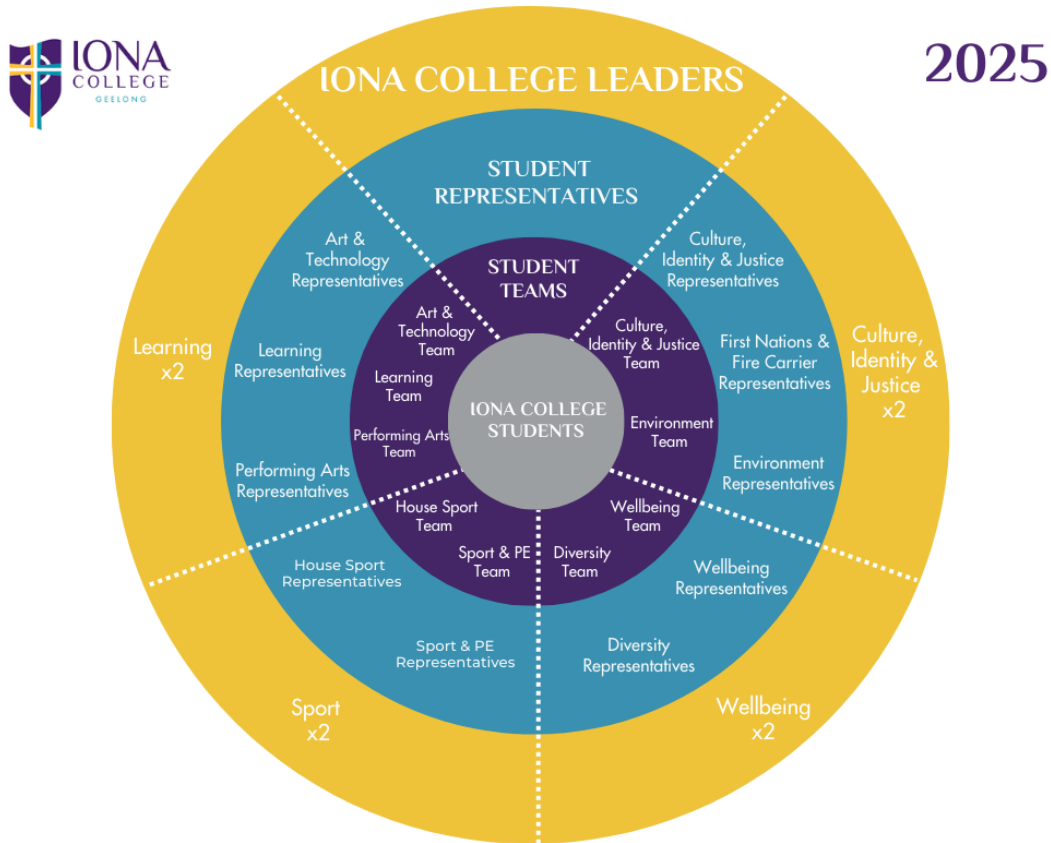 IONA
COLLEGE
GEELONG
2025
IONA COLLEGE LEADERS
STUDENT
REPRESENTATIVES
STUDENT
TEAMS
IONA COLLEGE
STUDENTS
Learning
x2
Art &
Technology
Representatives
Learning
Representatives
Performing Arts
Representatives
Art &
Technology
Team
Learning
Team
Performing Arts
Team
Culture,
Identity & Justice
Team
Environment
Team
Culture,
Identity & Justice
Representatives
First Nations &
Fire Carrier
Representatives
Environment
Representatives
Culture,
Identity &
Justice
x2
House Sport
Team
Sport & PE
Team
House Sport
Representatives
Sport & PE
Representatives
Sport
x2
Wellbeing
Team
Diversity
Team
Wellbeing
Representatives
Diversity
Representatives
Wellbeing
x2